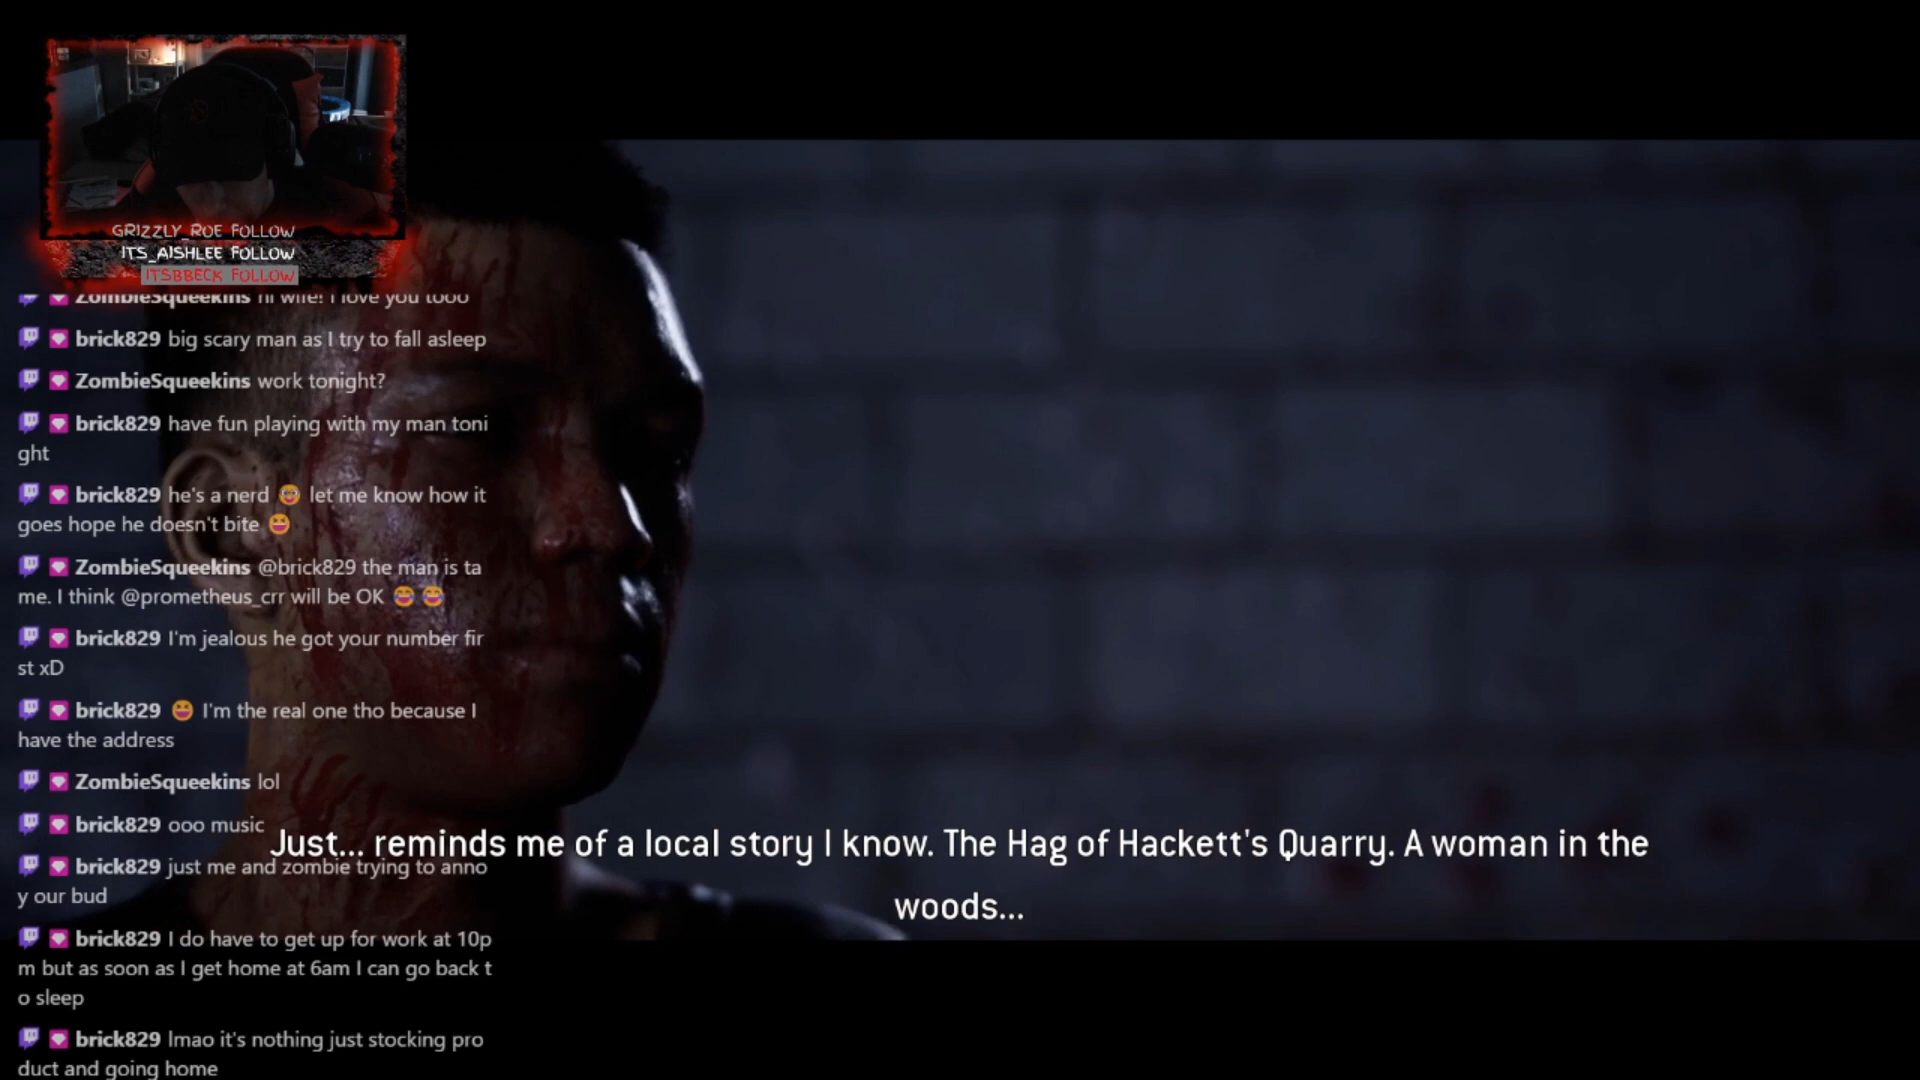 GRIZZLY_ROE FOLLOW
ITS_AISHLEE FOLLOW
ITSBBECK FOLLOW
ZombieSqueekins hi wife! I love you tooo
brick829 big scary man as I try to fall asleep
ZombieSqueekins work tonight?
brick829 have fun playing with my man toni
ght
brick829 he's a nerd 🤓 let me know how it
goes hope he doesn't bite 😆
ZombieSqueekins @brick829 the man is ta
me. I think @prometheus_crr will be OK 😂 😂
brick829 I'm jealous he got your number fir
st xD
brick829 😆 I'm the real one tho because I
have the address
ZombieSqueekins lol
brick829 ooo music
brick829 just me and zombie trying to anno
y our bud
brick829 I do have to get up for work at 10p
m but as soon as I get home at 6am I can go back t
o sleep
brick829 lmao it's nothing just stocking pro
duct and going home
Just... reminds me of a local story I know. The Hag of Hackett's Quarry. A woman in the
woods...